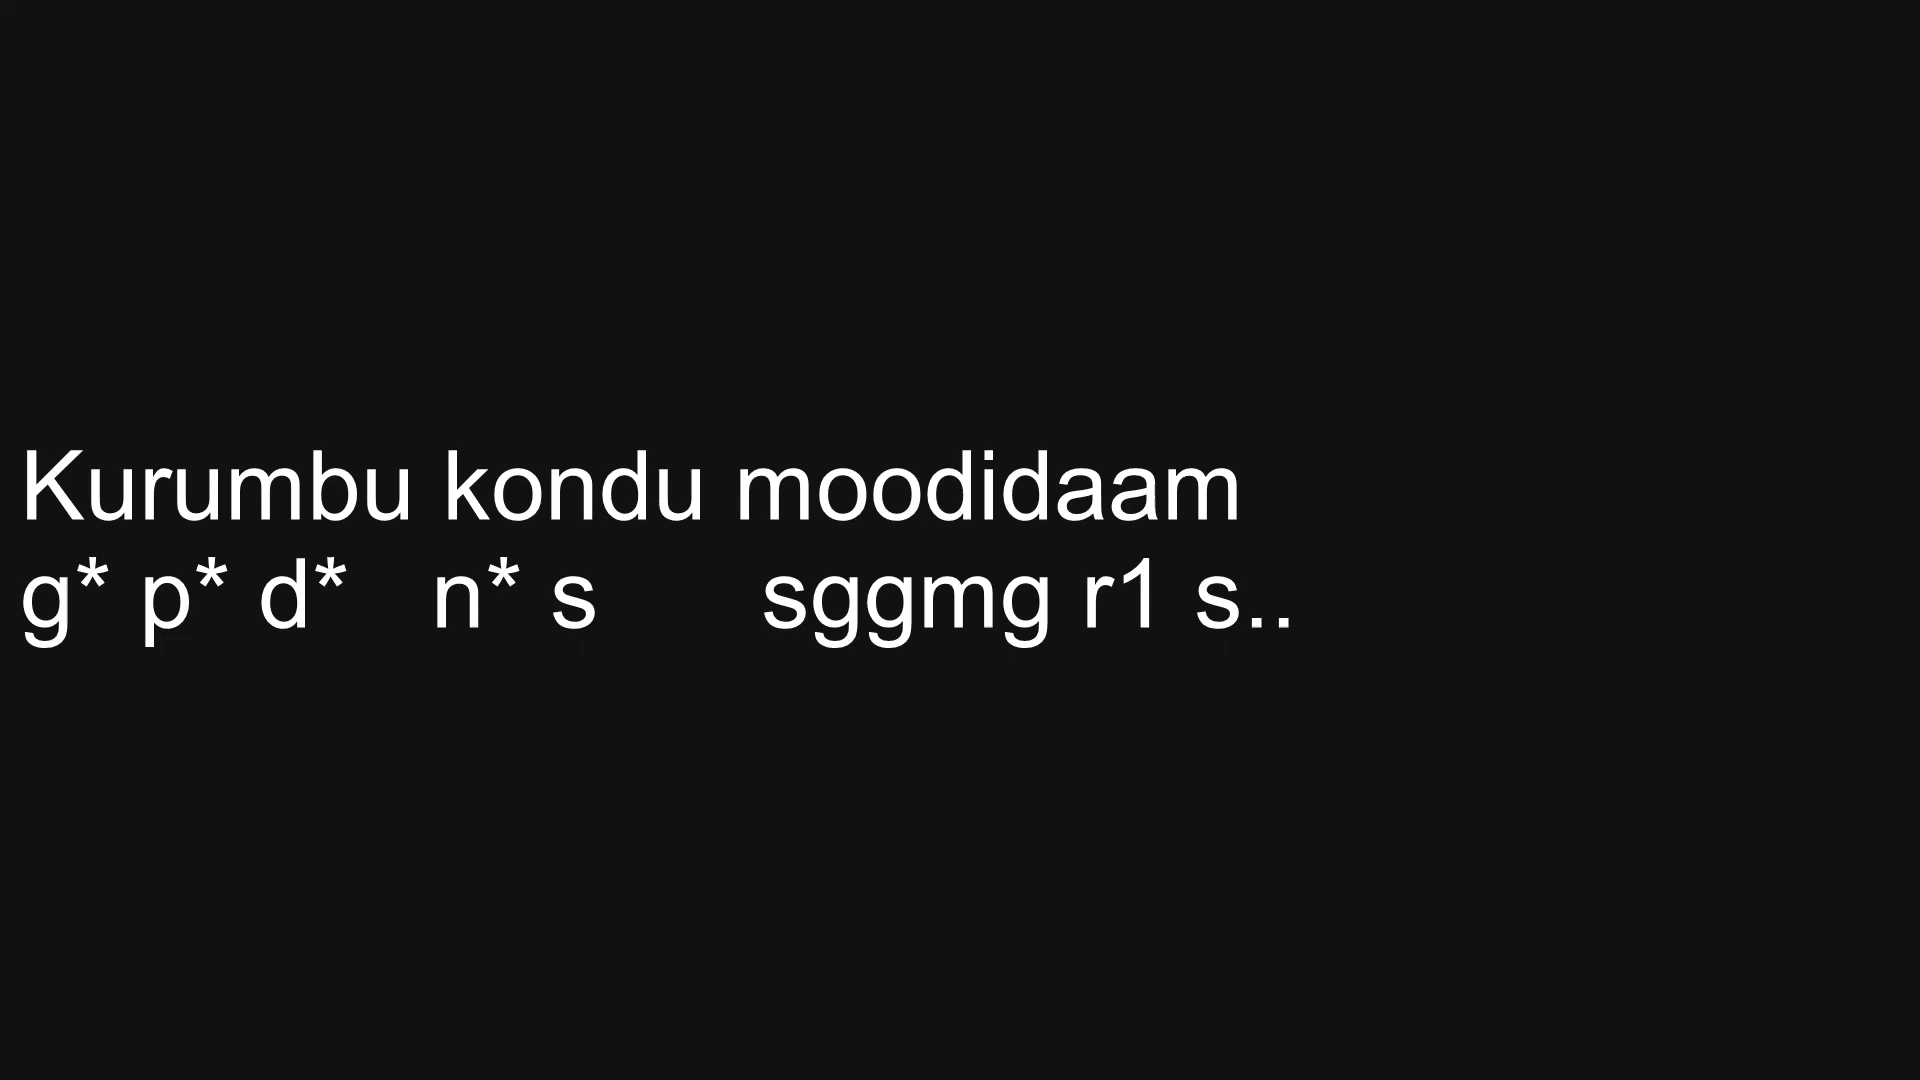 Kurumbu kondu moodidaam
g* p* d* n* s sggmg r1 s..